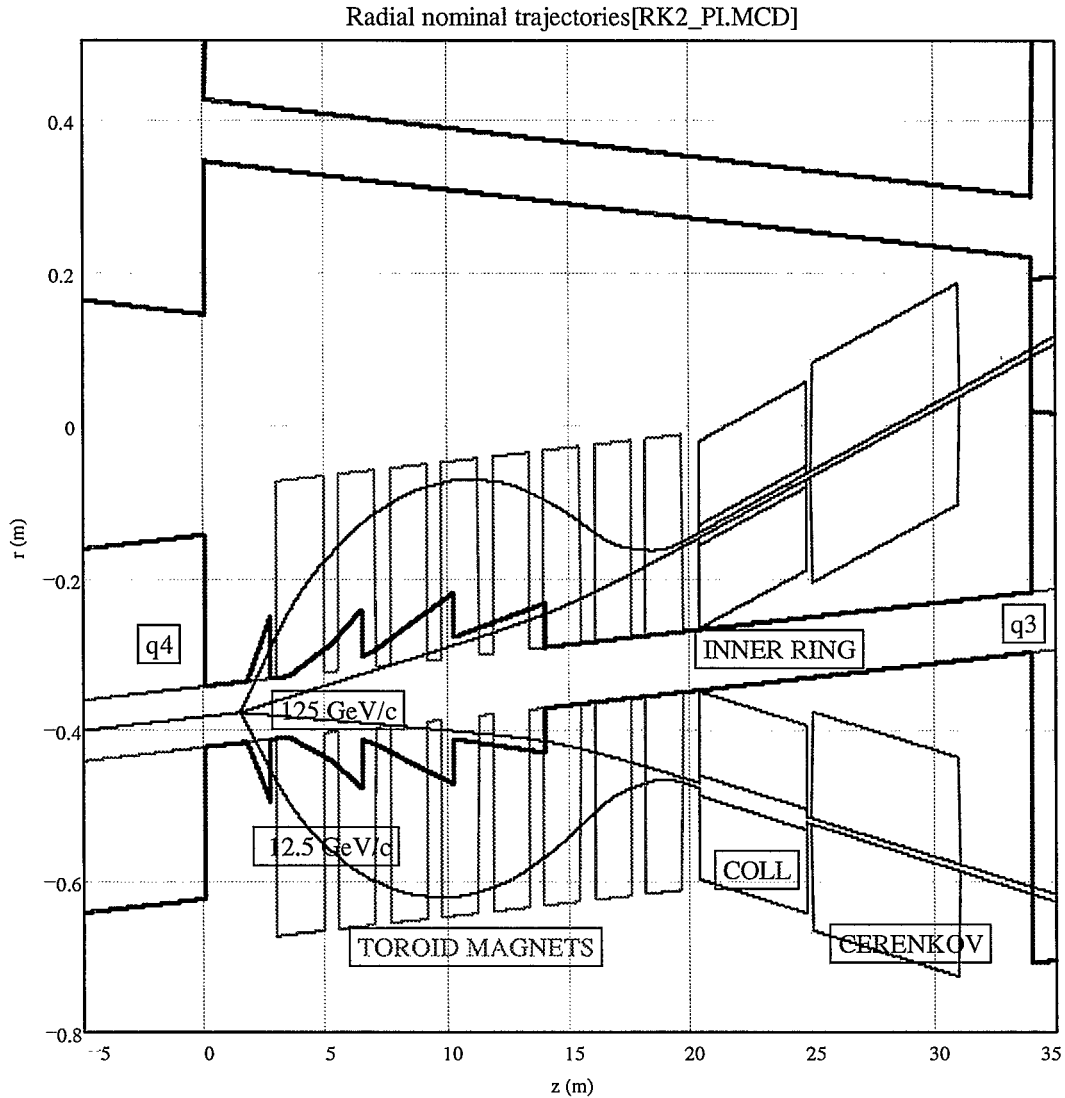 Radial nominal trajectories[RK2_PI.MCD]
0.4
0.2
0
−0.2
−0.4
−0.6
−0.8
r (m)
q4
q3
INNER RING
125 GeV/c
12.5 GeV/c
COLL
CERENKOV
TOROID MAGNETS
−5 0 5 10 15 20 25 30 35
z (m)